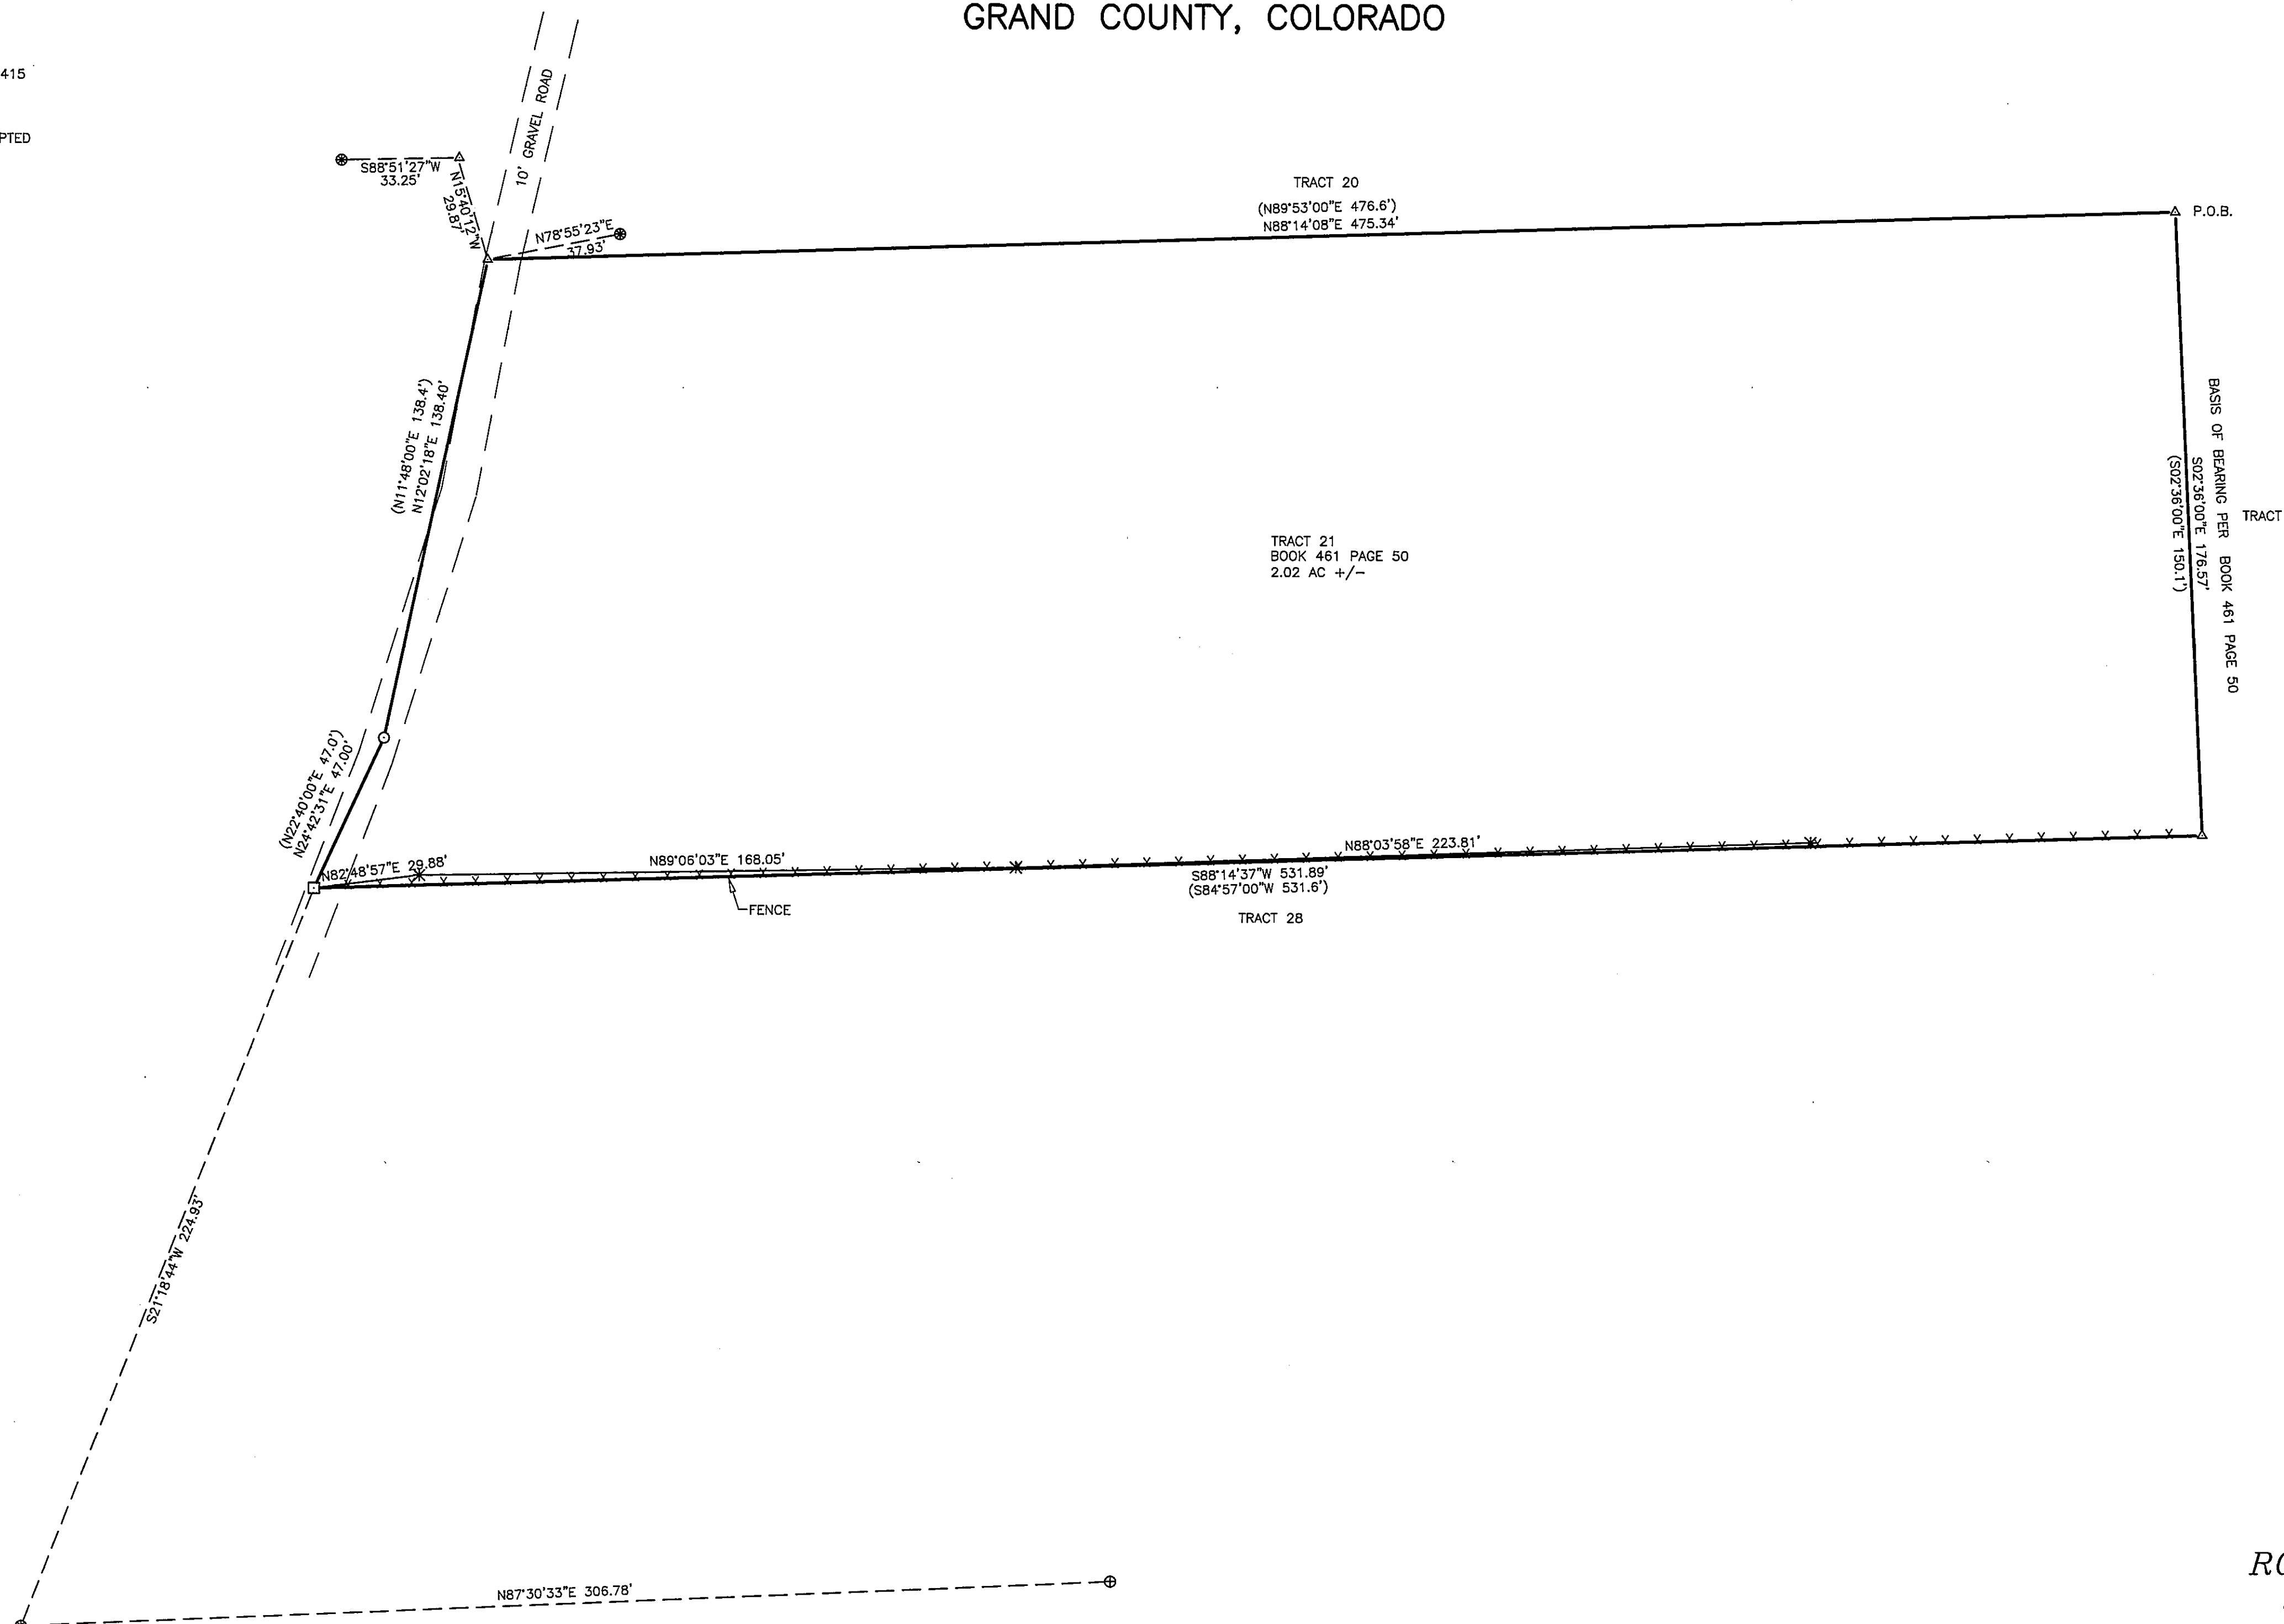 GRAND COUNTY, COLORADO
415
PTED
10' GRAVEL ROAD
S88°51'27"W
33.25'
N15°40'12"W
29.87'
N78°55'23"E
37.93'
TRACT 20
(N89°53'00"E 476.6')
N88°14'08"E 475.34'
P.O.B.
(N11°48'00"E 138.4')
N12°02'18"E 138.40'
BASIS OF BEARING PER BOOK 461 PAGE 50
S02°36'00"E 176.57'
(S02°36'00"E 150.1')
TRACT
TRACT 21
BOOK 461 PAGE 50
2.02 AC +/-
(N22°40'00"E 47.0')
N24°42'31"E 47.00'
N82°48'57"E 29.88'
N89°06'03"E 168.05'
N88°03'58"E 223.81'
S88°14'37"W 531.89'
(S84°57'00"W 531.6')
FENCE
TRACT 28
S21°18'44"W 224.93'
N87°30'33"E 306.78'